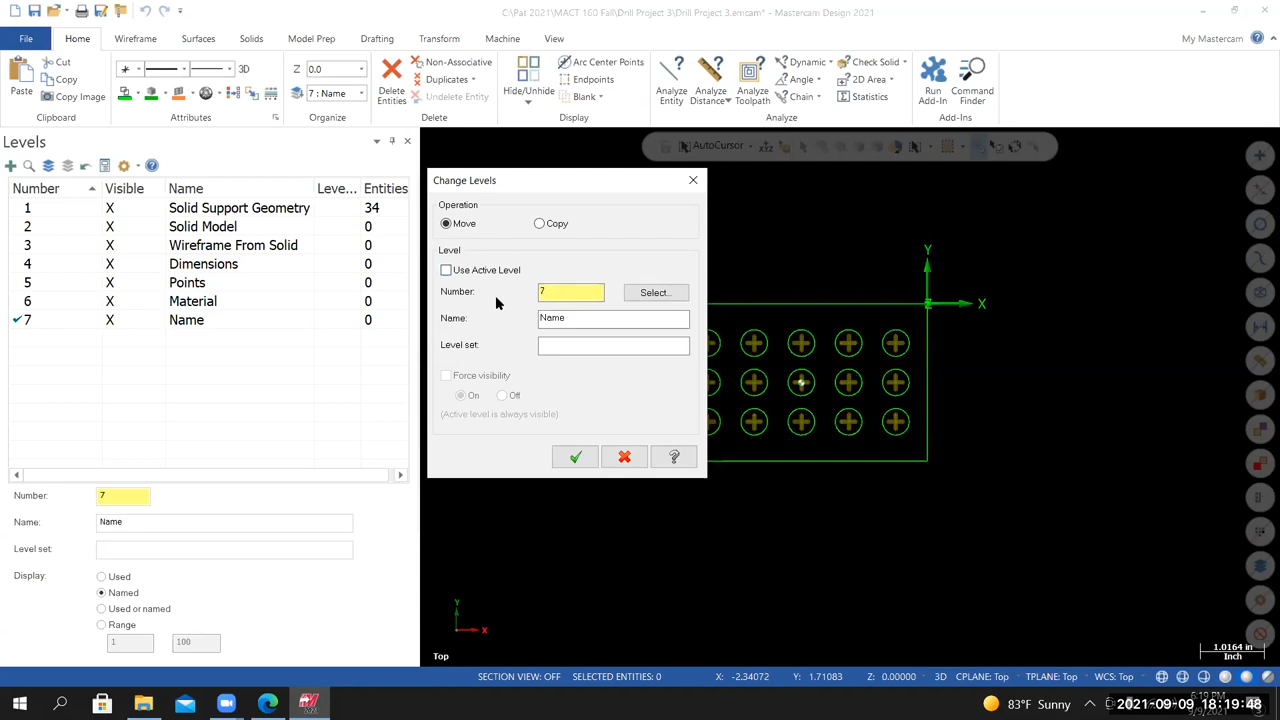 C:\Pat 2021\MACT 160 Fall\Drill Project 3\Drill Project 3.emcam* - Mastercam Design 2021
File Home Wireframe Surfaces Solids Model Prep Drafting Transform Machine View My Mastercam
Paste
Cut
Copy
Copy Image
Clipboard
3D
Attributes
Z 0.0
7 : Name
Organize
Delete Entities
Non-Associative
Duplicates
Undelete Entity
Delete
Hide/Unhide
Arc Center Points
Endpoints
Blank
Display
Analyze Entity
Analyze Distance
Analyze Toolpath
Dynamic
Angle
Chain
Check Solid
2D Area
Statistics
Analyze
Run Add-In
Command Finder
Add-Ins
Levels
Number Visible Name Leve... Entities
1 X Solid Support Geometry 34
2 X Solid Model 0
3 X Wireframe From Solid 0
4 X Dimensions 0
5 X Points 0
6 X Material 0
7 X Name 0
Number: 7
Name: Name
Level set:
Display: Used
Named
Used or named
Range
1 100
AutoCursor
Change Levels
Operation
Move Copy
Level
Use Active Level
Number: 7 Select...
Name: Name
Level set:
Force visibility
On Off
(Active level is always visible)
Y
Z X
Y
X
Top
1.0164 in
Inch
SECTION VIEW: OFF SELECTED ENTITIES: 0 X: -2.34072 Y: 1.71083 Z: 0.00000 3D CPLANE: Top TPLANE: Top WCS: Top
83°F Sunny
6:19 PM
2021-09-09 18:19:48